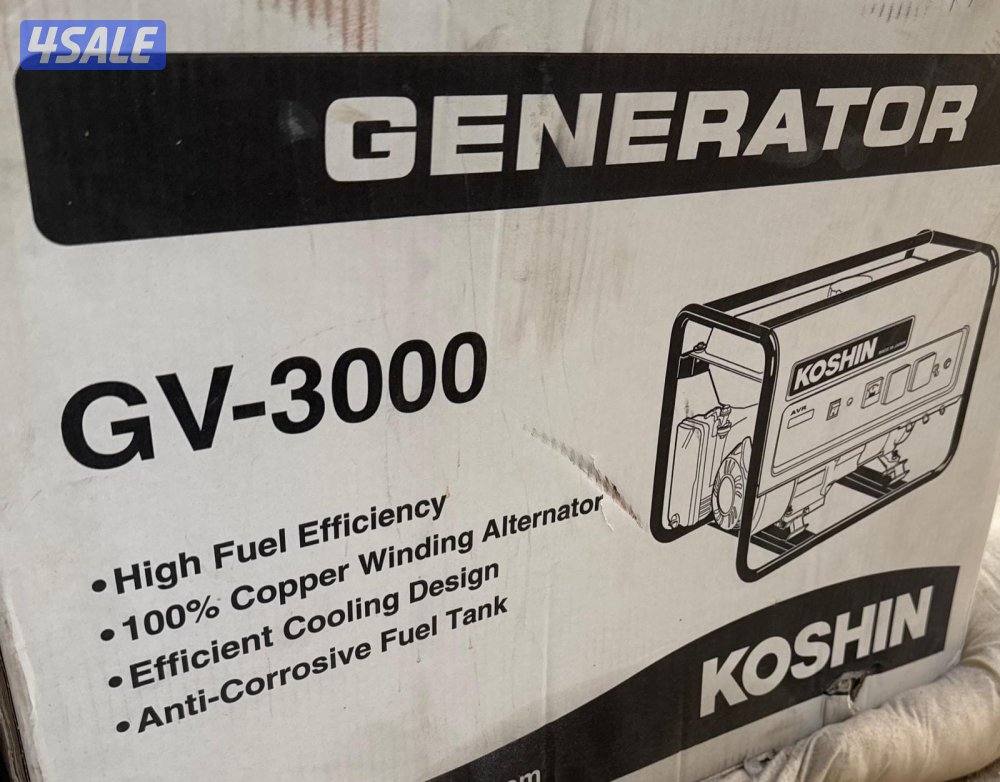 4SALE
GENERATOR
GV-3000
KOSHIN
AVR
• High Fuel Efficiency
• 100% Copper Winding Alternator
• Efficient Cooling Design
• Anti-Corrosive Fuel Tank
KOSHIN